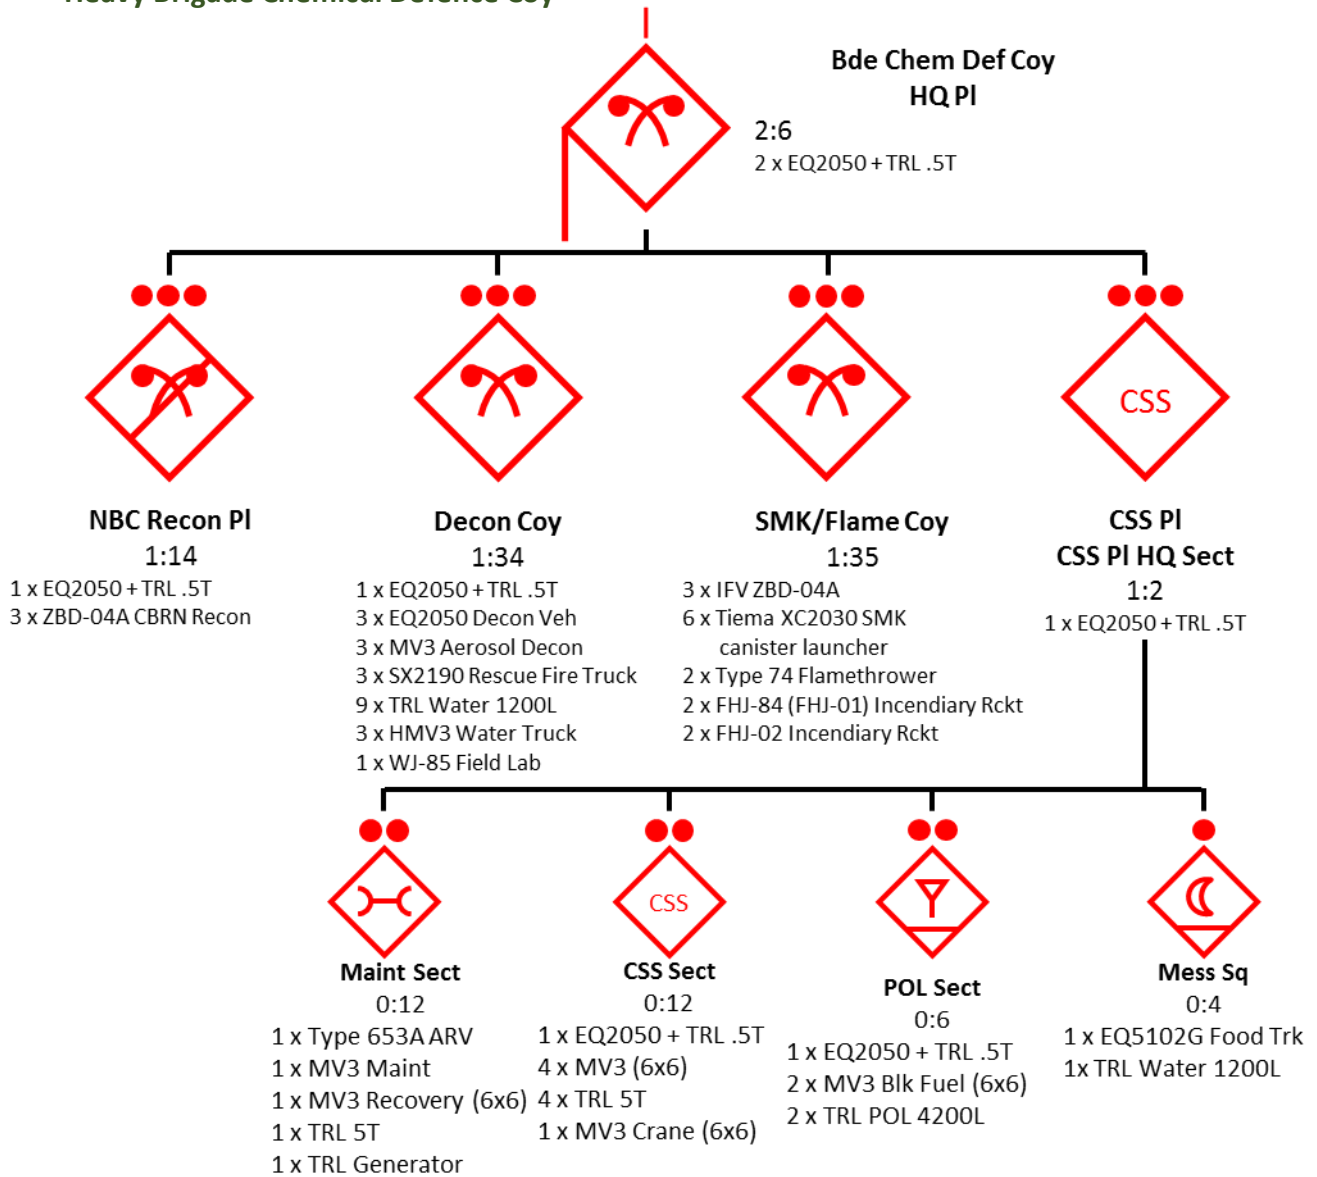 Heavy Brigade Chemical Defence Coy
Bde Chem Def Coy
HQ Pl
2:6
2 x EQ2050 + TRL .5T
NBC Recon Pl
1:14
1 x EQ2050 + TRL .5T
3 x ZBD-04A CBRN Recon
Decon Coy
1:34
1 x EQ2050 + TRL .5T
3 x EQ2050 Decon Veh
3 x MV3 Aerosol Decon
3 x SX2190 Rescue Fire Truck
9 x TRL Water 1200L
3 x HMV3 Water Truck
1 x WJ-85 Field Lab
SMK/Flame Coy
1:35
3 x IFV ZBD-04A
6 x Tiema XC2030 SMK
canister launcher
2 x Type 74 Flamethrower
2 x FHJ-84 (FHJ-01) Incendiary Rckt
2 x FHJ-02 Incendiary Rckt
CSS
CSS Pl
CSS Pl HQ Sect
1:2
1 x EQ2050 + TRL .5T
Maint Sect
0:12
1 x Type 653A ARV
1 x MV3 Maint
1 x MV3 Recovery (6x6)
1 x TRL 5T
1 x TRL Generator
CSS
CSS Sect
0:12
1 x EQ2050 + TRL .5T
4 x MV3 (6x6)
4 x TRL 5T
1 x MV3 Crane (6x6)
POL Sect
0:6
1 x EQ2050 + TRL .5T
2 x MV3 Blk Fuel (6x6)
2 x TRL POL 4200L
Mess Sq
0:4
1 x EQ5102G Food Trk
1x TRL Water 1200L